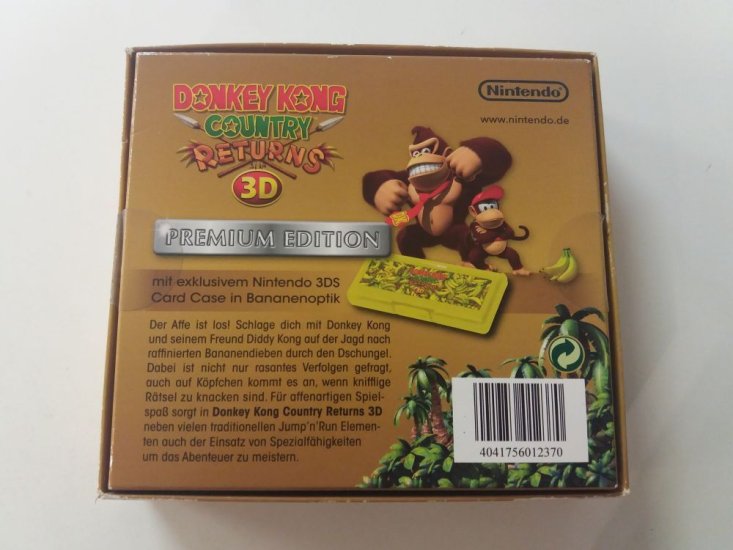 DONKEY KONG
COUNTRY
RETURNS
3D
Nintendo
www.nintendo.de
PREMIUM EDITION
mit exklusivem Nintendo 3DS
Card Case in Bananenoptik
DONKEY KONG
COUNTRY
RETURNS
Der Affe ist los! Schlage dich mit Donkey Kong
und seinem Freund Diddy Kong auf der Jagd nach
raffinierten Bananendieben durch den Dschungel.
Dabei ist nicht nur rasantes Verfolgen gefragt,
auch auf Köpfchen kommt es an, wenn knifflige
Rätsel zu knacken sind. Für affenartigen Spiel-
spaß sorgt in Donkey Kong Country Returns 3D
neben vielen traditionellen Jump'n'Run Elemen-
ten auch der Einsatz von Spezialfähigkeiten
um das Abenteuer zu meistern.
4041756012370